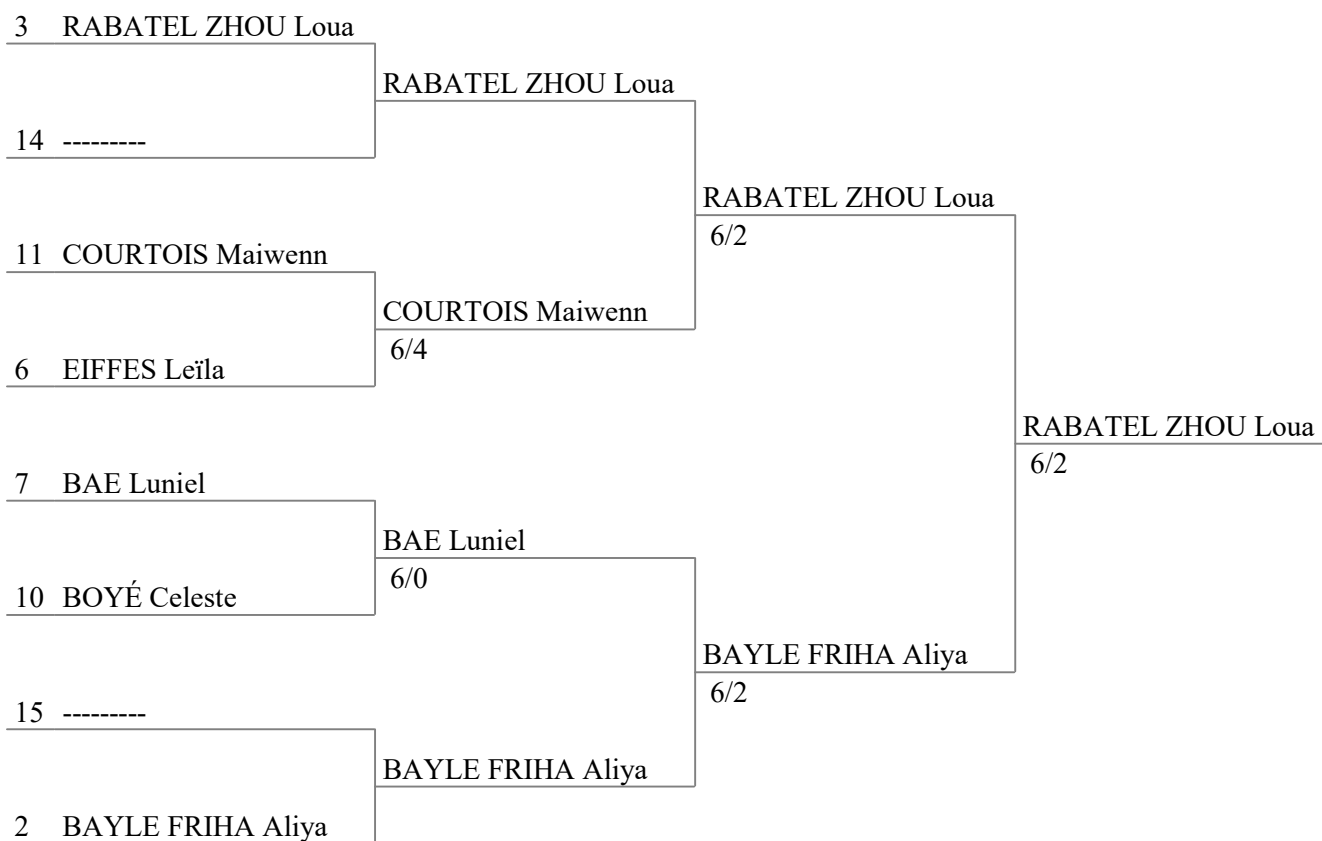 3 RABATEL ZHOU Loua
RABATEL ZHOU Loua
14 ---------
RABATEL ZHOU Loua
6/2
11 COURTOIS Maiwenn
COURTOIS Maiwenn
6/4
6 EIFFES Leïla
RABATEL ZHOU Loua
6/2
7 BAE Luniel
BAE Luniel
6/0
10 BOYÉ Celeste
BAYLE FRIHA Aliya
6/2
15 ---------
BAYLE FRIHA Aliya
2 BAYLE FRIHA Aliya